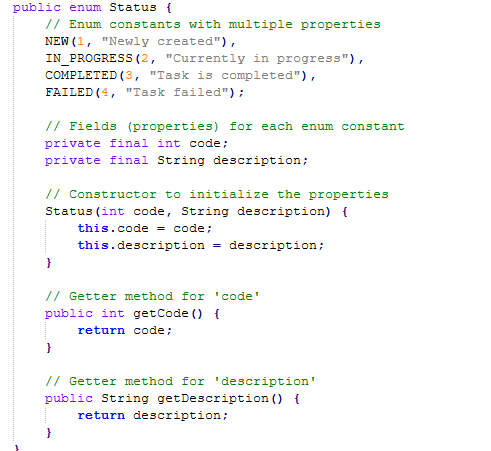 public enum Status {
    // Enum constants with multiple properties
    NEW(1, "Newly created"),
    IN_PROGRESS(2, "Currently in progress"),
    COMPLETED(3, "Task is completed"),
    FAILED(4, "Task failed");

    // Fields (properties) for each enum constant
    private final int code;
    private final String description;

    // Constructor to initialize the properties
    Status(int code, String description) {
        this.code = code;
        this.description = description;
    }

    // Getter method for 'code'
    public int getCode() {
        return code;
    }

    // Getter method for 'description'
    public String getDescription() {
        return description;
    }
}